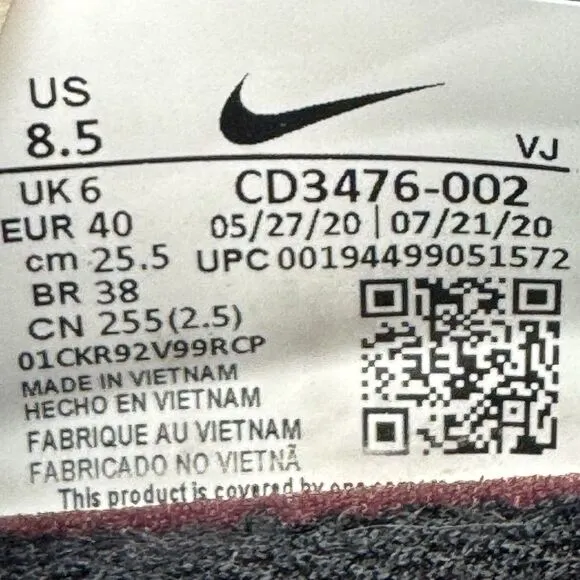 US
8.5
VJ
UK 6
CD3476-002
EUR 40
05/27/20 | 07/21/20
cm 25.5
UPC 00194499051572
BR 38
CN 255(2.5)
01CKR92V99RCP
MADE IN VIETNAM
HECHO EN VIETNAM
FABRIQUE AU VIETNAM
FABRICADO NO VIETNÃ
This product is covered by one